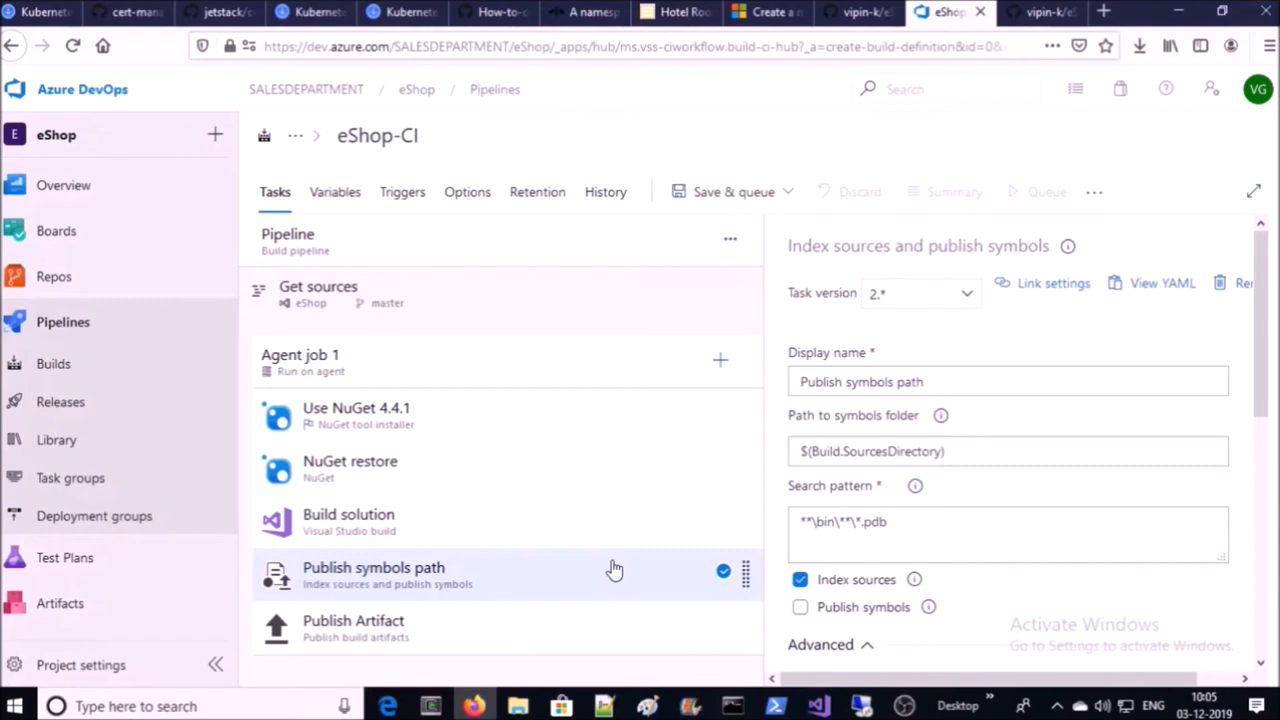 Kubernete
cert-man
jetstack/c
Kubernet
Kubernet
How-to-
A namesp
Hotel Roo
Create a n
vipin-k/e
eShop
vipin-k/eS
https://dev.azure.com/SALESDEPARTMENT/eShop/_apps/hub/ms.vss-ciworkflow.build-ci-hub?_a=create-build-definition&id=0&
Azure DevOps
SALESDEPARTMENT / eShop / Pipelines
Search
VG
E eShop
eShop-CI
Overview
Boards
Repos
Pipelines
Builds
Releases
Library
Task groups
Deployment groups
Test Plans
Artifacts
Project settings
Tasks Variables Triggers Options Retention History Save & queue Discard Summary Queue
Pipeline
Build pipeline
Get sources
eShop master
Agent job 1
Run on agent
Use NuGet 4.4.1
NuGet tool installer
NuGet restore
NuGet
Build solution
Visual Studio build
Publish symbols path
Index sources and publish symbols
Publish Artifact
Publish build artifacts
Index sources and publish symbols
Task version 2.* Link settings View YAML Rer
Display name *
Publish symbols path
Path to symbols folder
$(Build.SourcesDirectory)
Search pattern *
**\bin\**\*.pdb
Index sources
Publish symbols
Advanced
Activate Windows
Go to Settings to activate Windows.
Type here to search
Desktop
ENG
10:05
03-12-2019